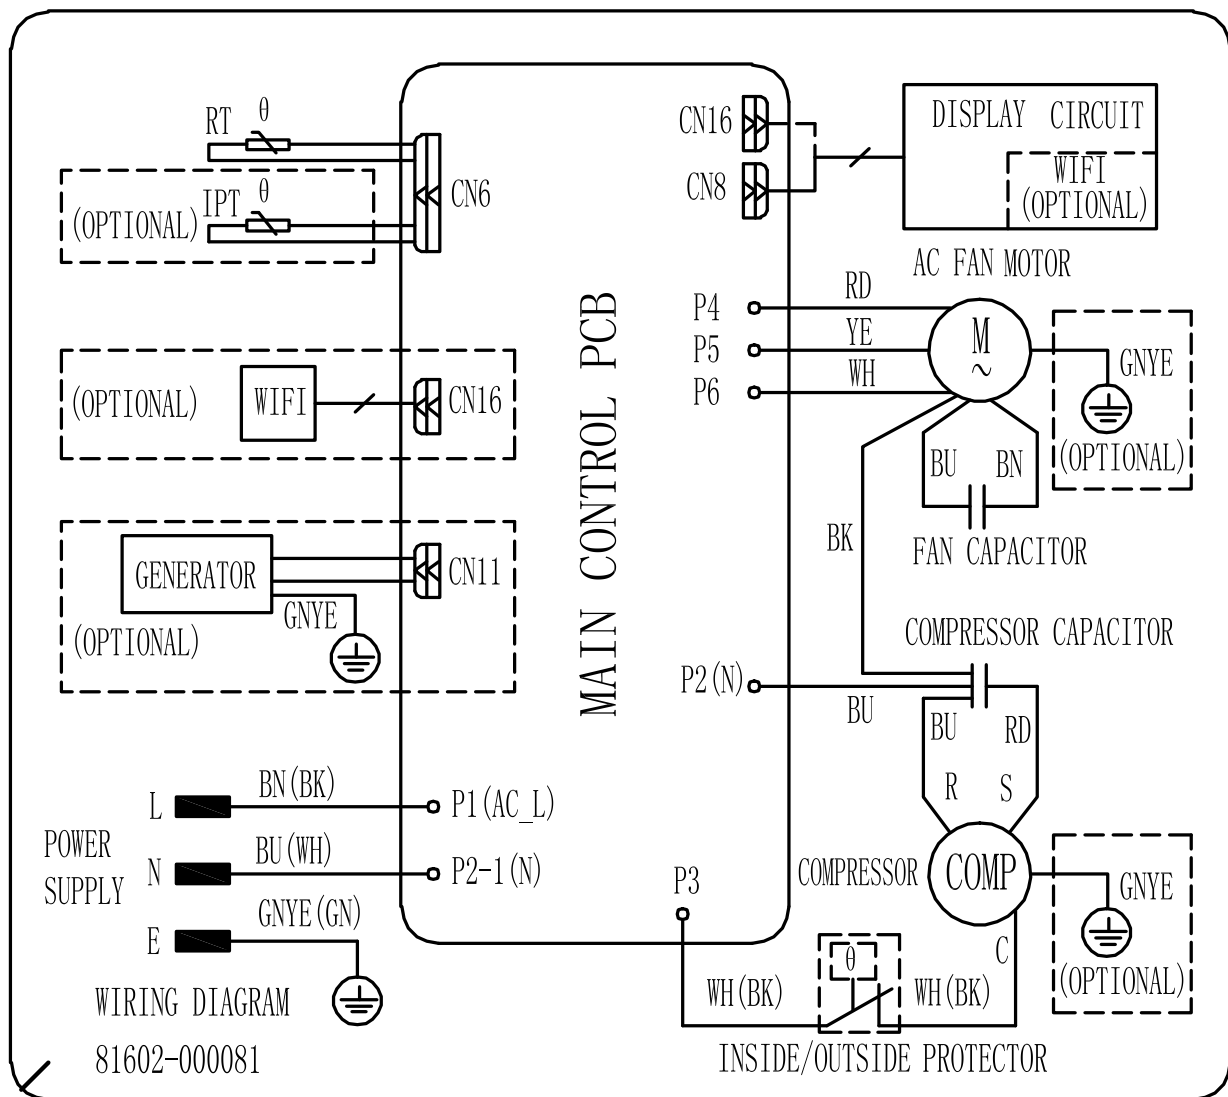 RT θ
(OPTIONAL) IPT θ
CN6
(OPTIONAL) WIFI CN16
GENERATOR CN11
GNYE
(OPTIONAL)
MAIN CONTROL PCB
CN16
CN8
DISPLAY CIRCUIT
WIFI
(OPTIONAL)
AC FAN MOTOR
P4 RD
P5 YE
P6 WH
M
~
GNYE
(OPTIONAL)
BU BN
BK
FAN CAPACITOR
COMPRESSOR CAPACITOR
P2(N) BU
BU RD
R S
COMPRESSOR COMP
GNYE
(OPTIONAL)
C
POWER
SUPPLY
L BN(BK) P1(AC_L)
N BU(WH) P2-1(N)
E GNYE(GN)
P3
θ
WH(BK) WH(BK)
INSIDE/OUTSIDE PROTECTOR
WIRING DIAGRAM
81602-000081